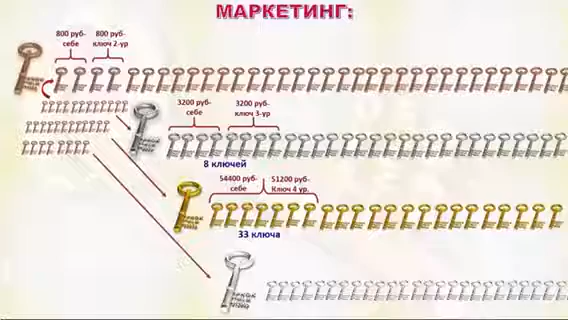 МАРКЕТИНГ:
800 руб-
себе
800 руб-
ключ 2-ур
3200 руб-
себе
3200 руб-
ключ 3-ур
8 ключей
54400 руб-
себе
51200 руб-
Ключ 4 ур.
33 ключа